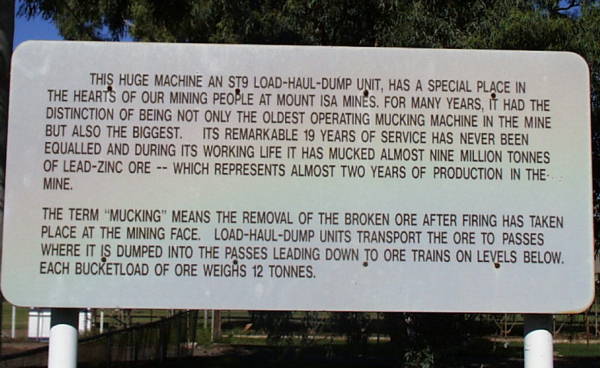 THIS HUGE MACHINE AN ST9 LOAD-HAUL-DUMP UNIT, HAS A SPECIAL PLACE IN
THE HEARTS OF OUR MINING PEOPLE AT MOUNT ISA MINES. FOR MANY YEARS, IT HAD THE
DISTINCTION OF BEING NOT ONLY THE OLDEST OPERATING MUCKING MACHINE IN THE MINE
BUT ALSO THE BIGGEST. ITS REMARKABLE 19 YEARS OF SERVICE HAS NEVER BEEN
EQUALLED AND DURING ITS WORKING LIFE IT HAS MUCKED ALMOST NINE MILLION TONNES
OF LEAD-ZINC ORE -- WHICH REPRESENTS ALMOST TWO YEARS OF PRODUCTION IN THE
MINE.
THE TERM "MUCKING" MEANS THE REMOVAL OF THE BROKEN ORE AFTER FIRING HAS TAKEN
PLACE AT THE MINING FACE. LOAD-HAUL-DUMP UNITS TRANSPORT THE ORE TO PASSES
WHERE IT IS DUMPED INTO THE PASSES LEADING DOWN TO ORE TRAINS ON LEVELS BELOW.
EACH BUCKETLOAD OF ORE WEIGHS 12 TONNES.